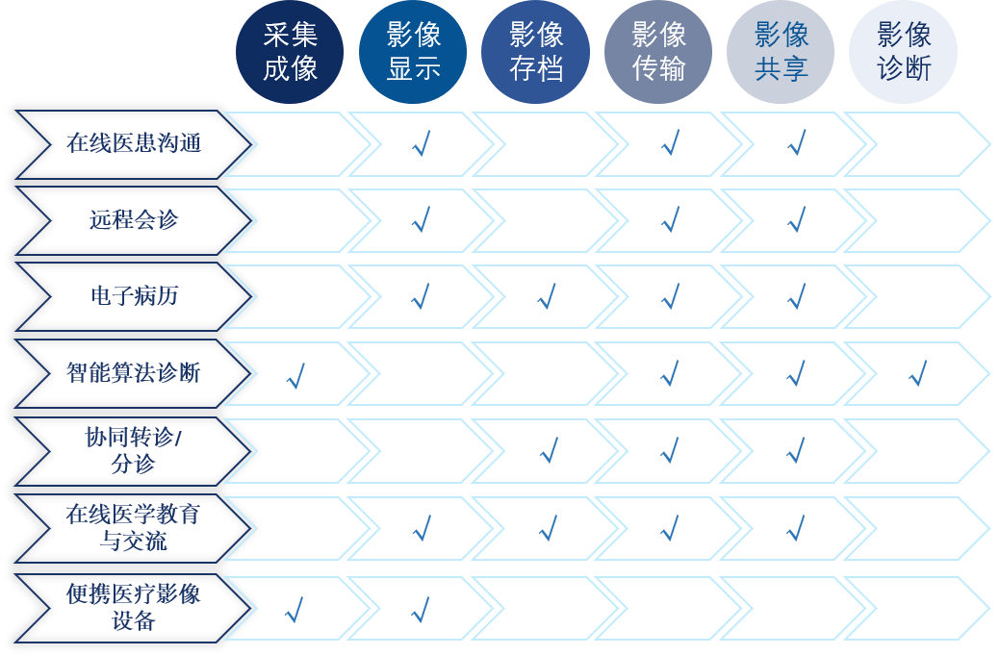 采集
成像
影像
显示
影像
存档
影像
传输
影像
共享
影像
诊断
在线医患沟通
远程会诊
电子病历
智能算法诊断
协同转诊/
分诊
在线医学教育
与交流
便携医疗影像
设备